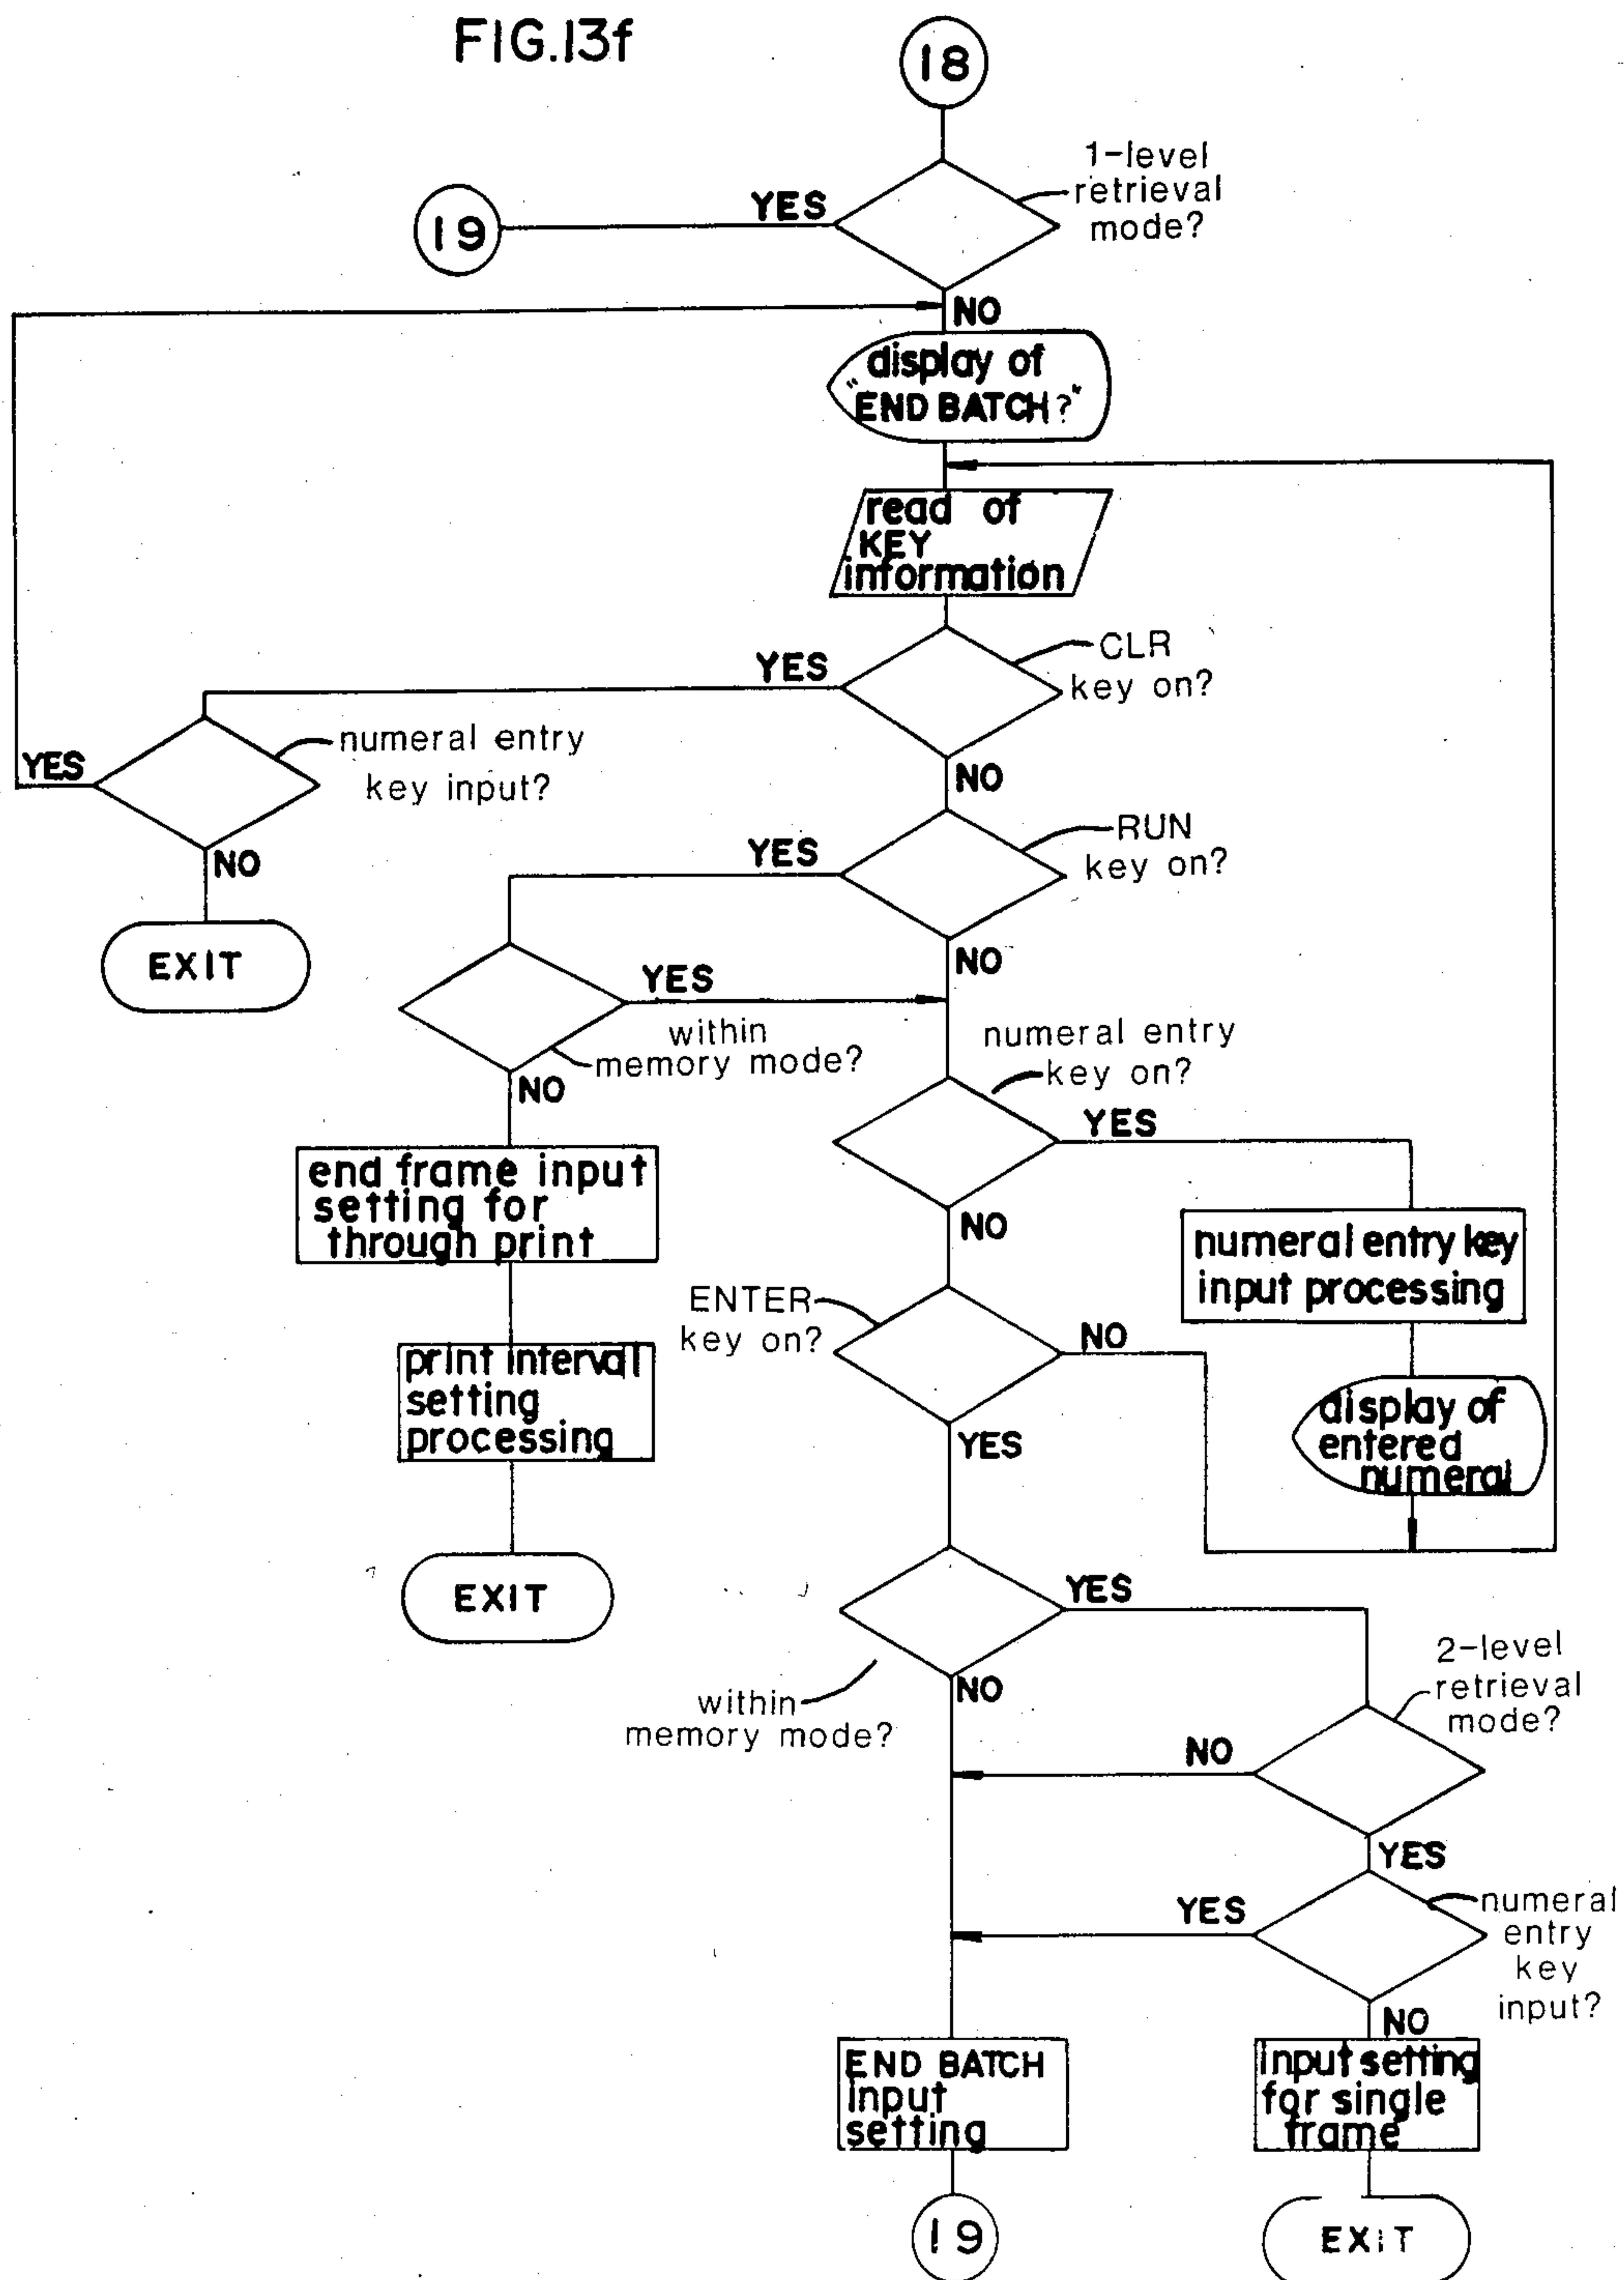 FIG.13f
18
1-level
retrieval
mode?
YES
19
NO
display of
"END BATCH?"
read of
KEY
information
CLR
key on?
YES
numeral entry
key input?
YES
NO
NO
EXIT
RUN
key on?
YES
NO
YES
within
memory mode?
NO
numeral entry
key on?
YES
end frame input
setting for
through print
NO
numeral entry key
input processing
ENTER
key on?
NO
print interval
setting
processing
YES
display of
entered
numeral
EXIT
YES
within
memory mode?
NO
2-level
retrieval
mode?
NO
YES
YES
numeral
entry
key
input?
NO
END BATCH
input
setting
input setting
for single
frame
19
EXIT